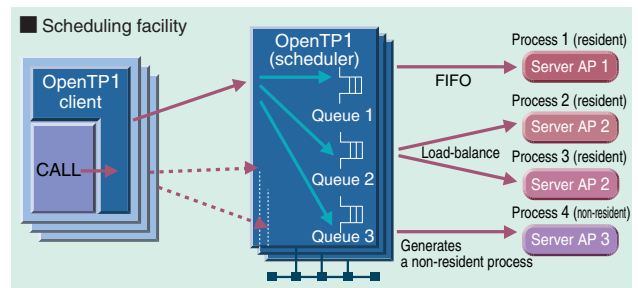 Scheduling facility
OpenTP1
client
CALL
OpenTP1
(scheduler)
Queue 1
Queue 2
Queue 3
FIFO
Load-balance
Generates
a non-resident process
Process 1 (resident)
Server AP 1
Process 2 (resident)
Server AP 2
Process 3 (resident)
Server AP 2
Process 4 (non-resident)
Server AP 3